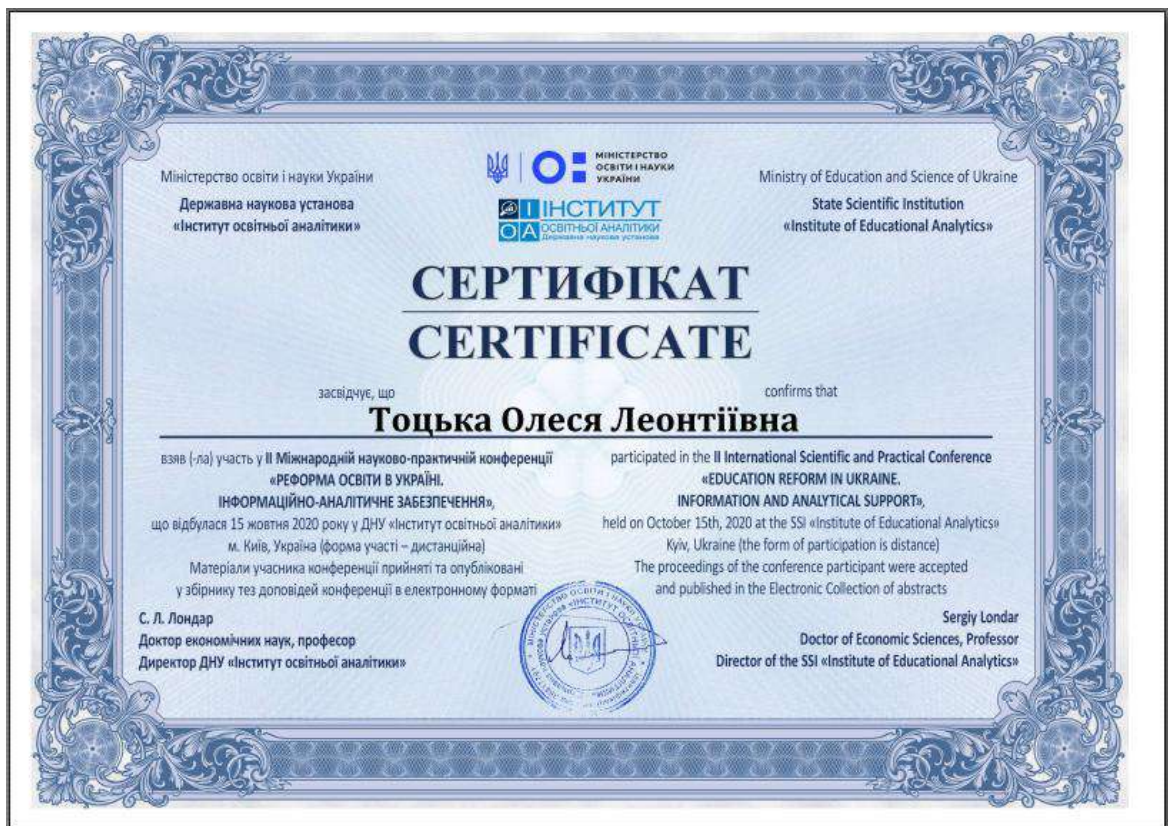 Міністерство освіти і науки України
Державна наукова установа
«Інститут освітньої аналітики»
МІНІСТЕРСТВО
ОСВІТИ І НАУКИ
УКРАЇНИ
ІНСТИТУТ
ОСВІТНЬОЇ АНАЛІТИКИ
Державна наукова установа
Ministry of Education and Science of Ukraine
State Scientific Institution
«Institute of Educational Analytics»
СЕРТИФІКАТ
CERTIFICATE
засвідчує, що
confirms that
Тоцька Олеся Леонтіївна
взяв (-ла) участь у ІІ Міжнародній науково-практичній конференції
«РЕФОРМА ОСВІТИ В УКРАЇНІ.
ІНФОРМАЦІЙНО-АНАЛІТИЧНЕ ЗАБЕЗПЕЧЕННЯ»,
що відбулася 15 жовтня 2020 року у ДНУ «Інститут освітньої аналітики»
м. Київ, Україна (форма участі – дистанційна)
Матеріали учасника конференції прийняті та опубліковані
у збірнику тез доповідей конференції в електронному форматі
participated in the II International Scientific and Practical Conference
«EDUCATION REFORM IN UKRAINE.
INFORMATION AND ANALYTICAL SUPPORT»,
held on October 15th, 2020 at the SSI «Institute of Educational Analytics»
Kyiv, Ukraine (the form of participation is distance)
The proceedings of the conference participant were accepted
and published in the Electronic Collection of abstracts
С. Л. Лондар
Доктор економічних наук, професор
Директор ДНУ «Інститут освітньої аналітики»
Sergiy Londar
Doctor of Economic Sciences, Professor
Director of the SSI «Institute of Educational Analytics»